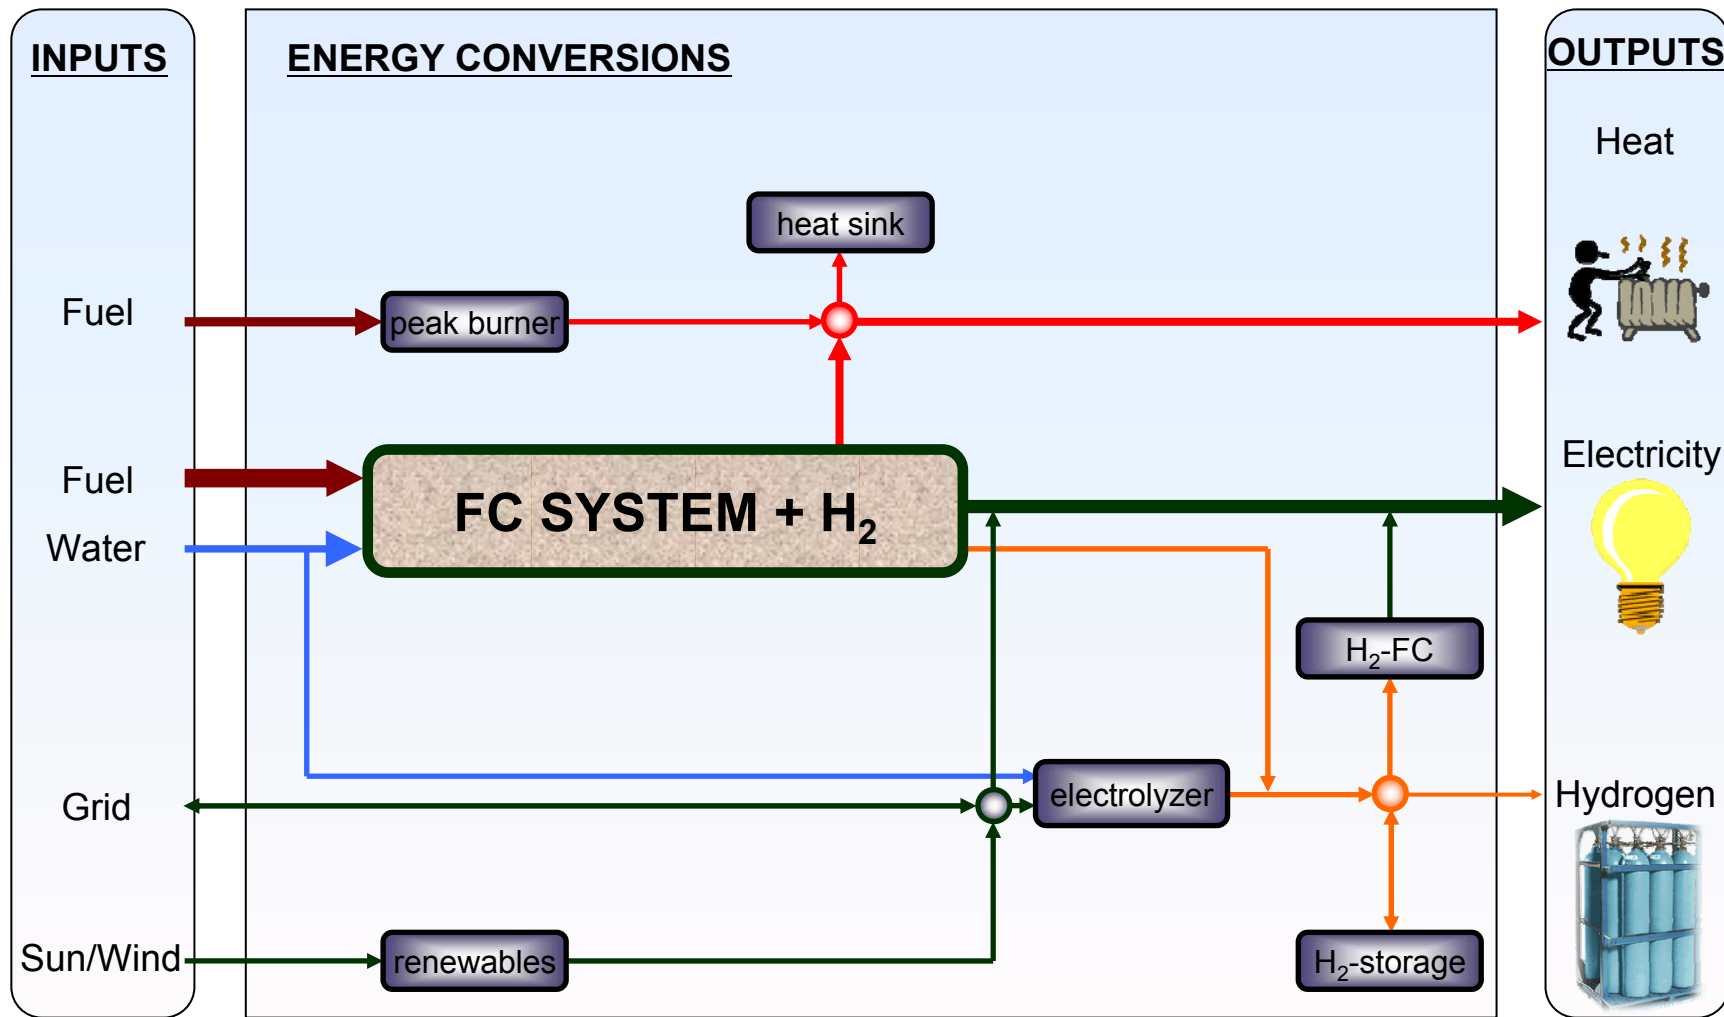 INPUTS
ENERGY CONVERSIONS
OUTPUTS
Heat
heat sink
Fuel
peak burner
Fuel
FC SYSTEM + H₂
Electricity
Water
H₂-FC
Grid
electrolyzer
Hydrogen
Sun/Wind
renewables
H₂-storage